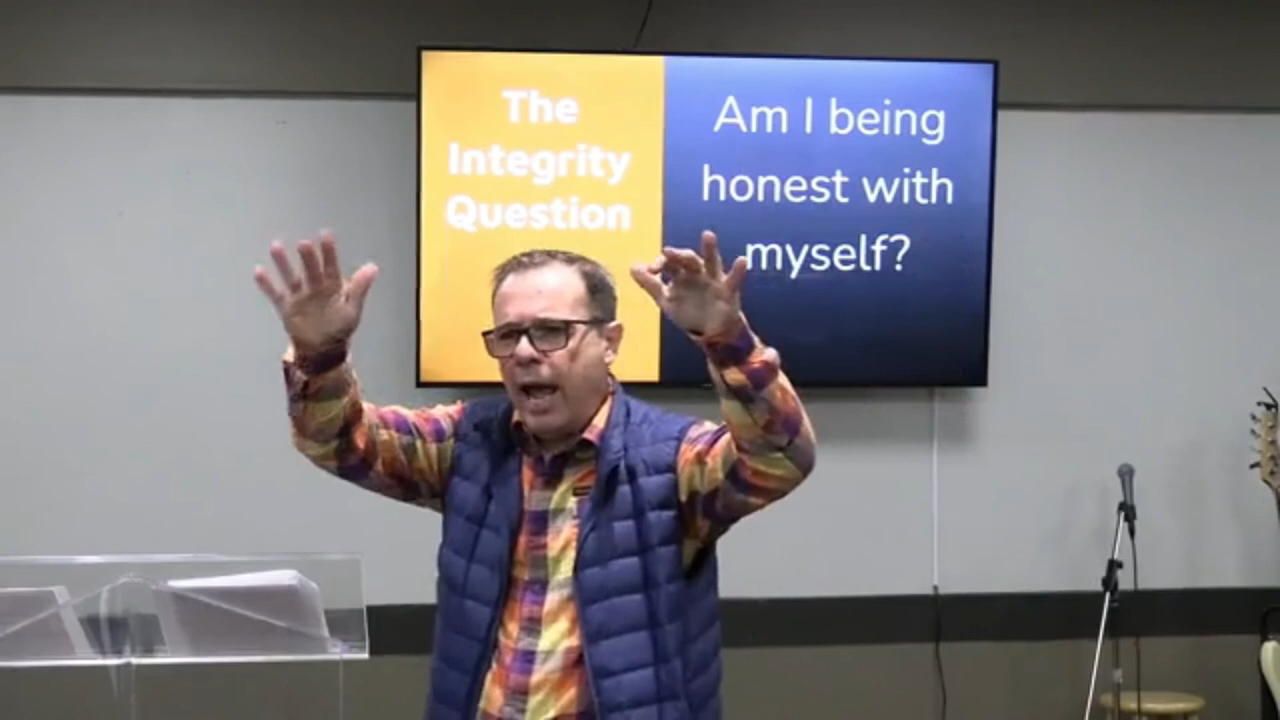 The
Integrity
Question
Am I being
honest with
myself?